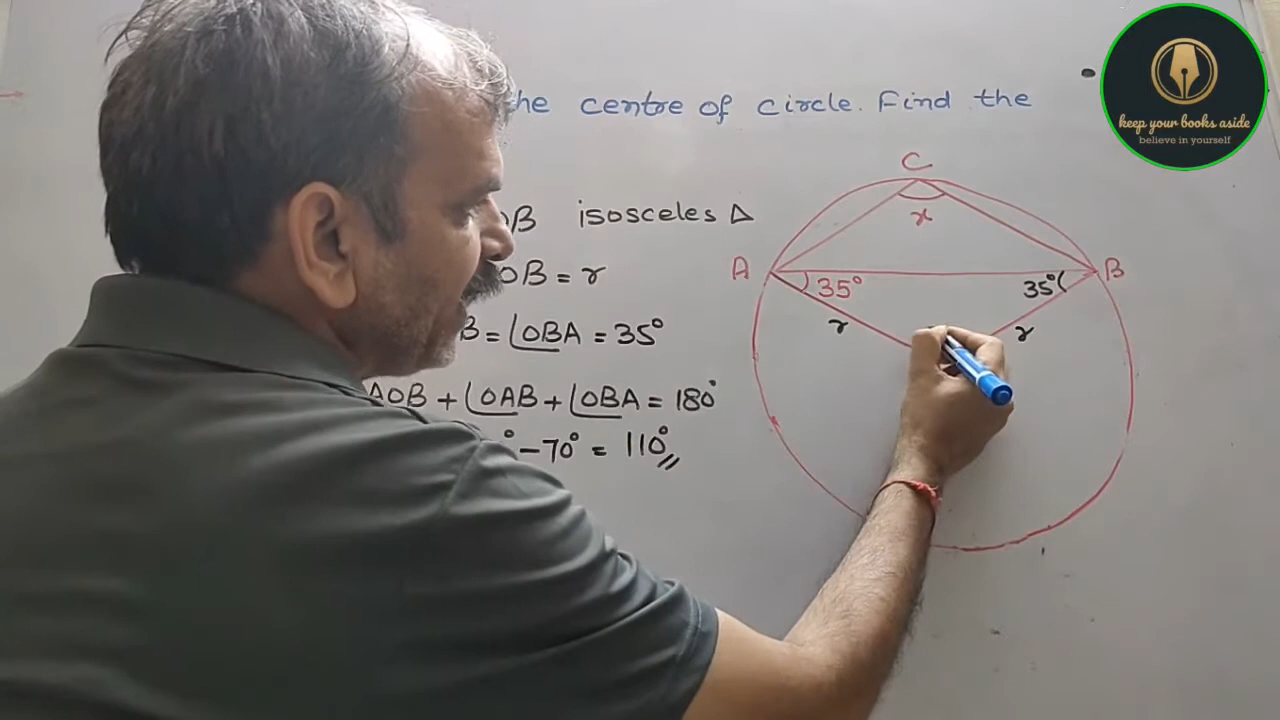 he centre of circle. Find the
OB isosceles Δ
OB = r
B = ∠OBA = 35°
AOB + ∠OAB + ∠OBA = 180°
° - 70° = 110°
C
x
A
B
35°
35°
r
r
keep your books aside
believe in yourself